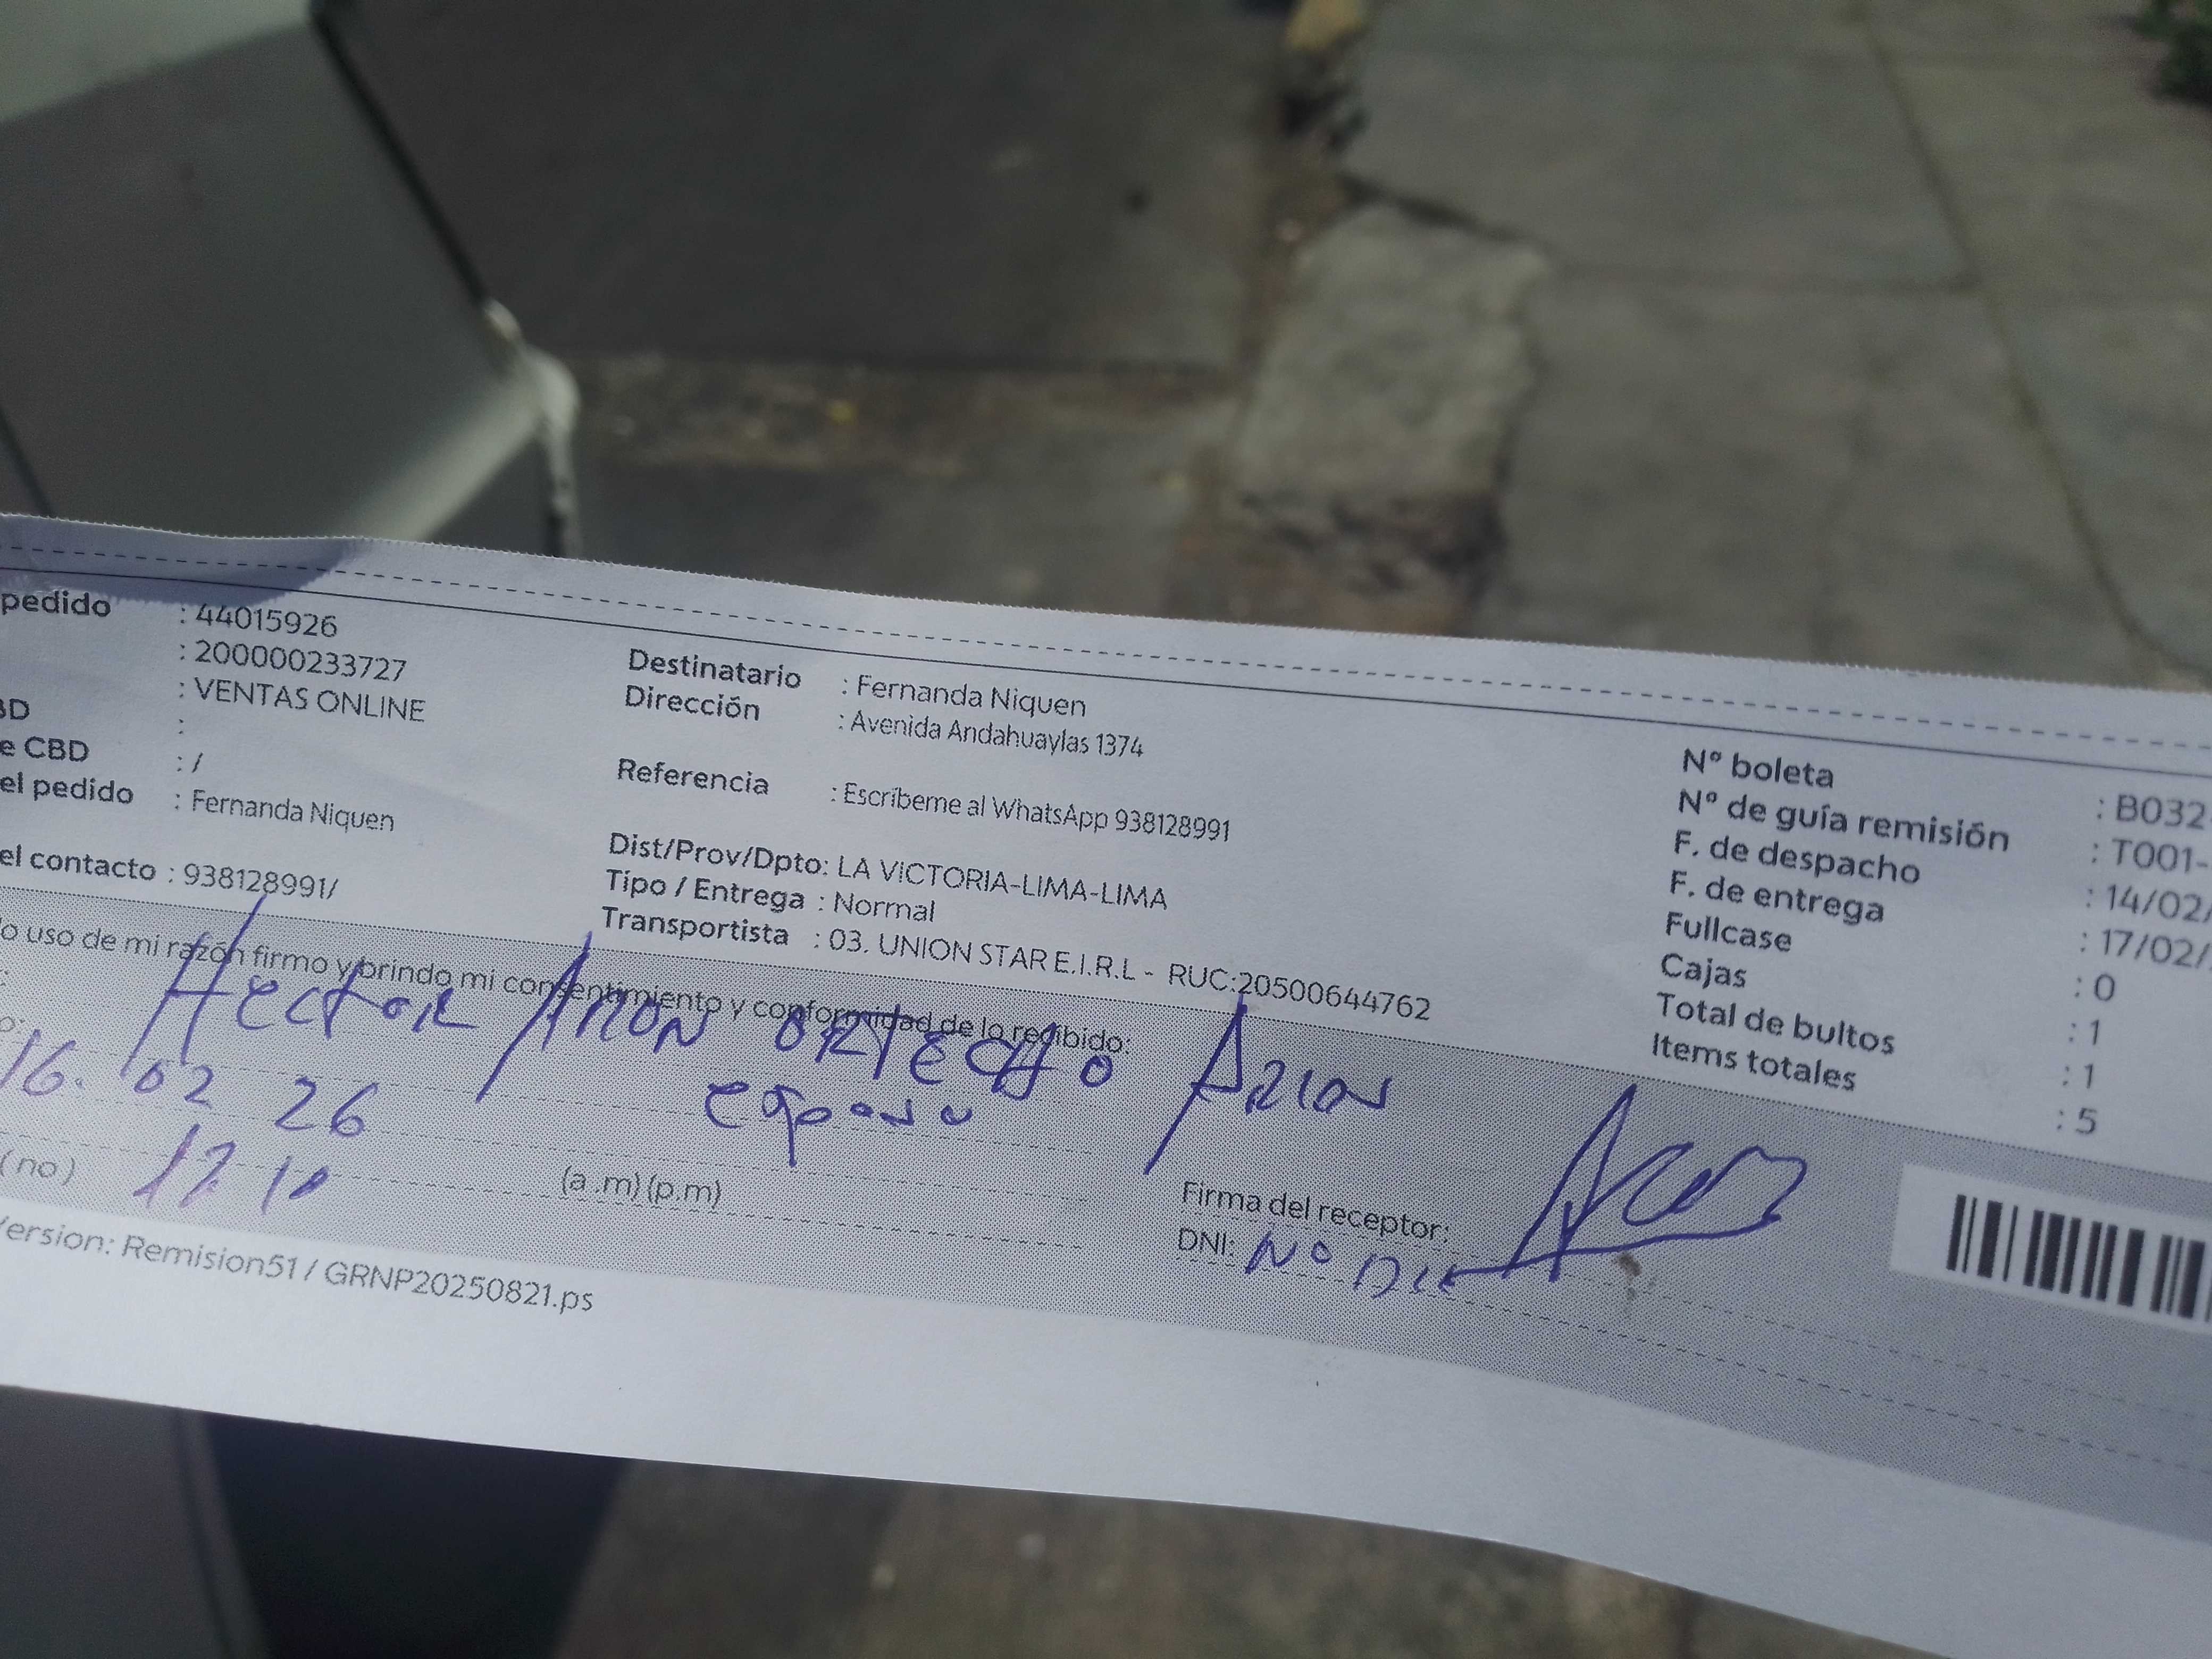 pedido : 44015926
: 200000233727
: VENTAS ONLINE
BD :
e CBD : /
el pedido : Fernanda Niquen
el contacto : 938128991/
Destinatario : Fernanda Niquen
Dirección : Avenida Andahuaylas 1374
Referencia : Escríbeme al WhatsApp 938128991
Dist/Prov/Dpto: LA VICTORIA-LIMA-LIMA
Tipo / Entrega : Normal
Transportista : 03. UNION STAR E.I.R.L - RUC:20500644762
Nº boleta : B032-
Nº de guía remisión : T001-
F. de despacho : 14/02/
F. de entrega : 17/02/
Fullcase : 0
Cajas : 1
Total de bultos : 1
Items totales : 5
o uso de mi razón firmo y brindo mi consentimiento y conformidad de lo recibido:
Hector ORTECHO
16. 02 26 esposo
(no) (a .m) (p.m)
Firma del receptor:
DNI: Nº
Version: Remision51 / GRNP20250821.ps